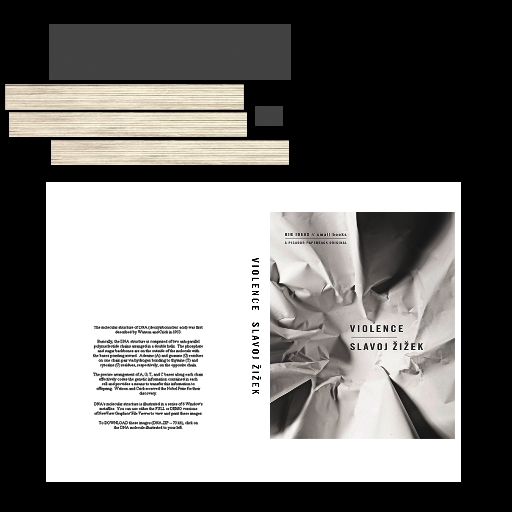 BIG IDEAS // small books
A PICADOR PAPERBACK ORIGINAL
VIOLENCE
SLAVOJ ŽIŽEK
VIOLENCE SLAVOJ ŽIŽEK
The molecular structure of DNA (deoxyribonucleic acid) was first
described by Watson and Crick in 1953.
Basically, the DNA structure is composed of two anti-parallel
polynucleotide chains arranged in a double helix. The phosphate
and sugar backbones are on the outside of the molecule with
the bases pointing inward. Adenine (A) and guanine (G) residues
on one chain pair via hydrogen bonding to thymine (T) and
cytosine (C) residues, respectively, on the opposite chain.
The precise arrangement of A, G, T, and C bases along each chain
effectively codes the genetic information contained in each
cell and provides a means to transfer this information to
offspring. Watson and Crick received the Nobel Prize for their
discovery.
DNA's molecular structure is illustrated in a series of 8 Window's
metafiles. You can use either the FULL or DEMO versions
of NewView Graphics' File Viewer to view and print these images.
To DOWNLOAD these images (DNA.ZIP - 70 kb), click on
the DNA molecule illustrated to your left.